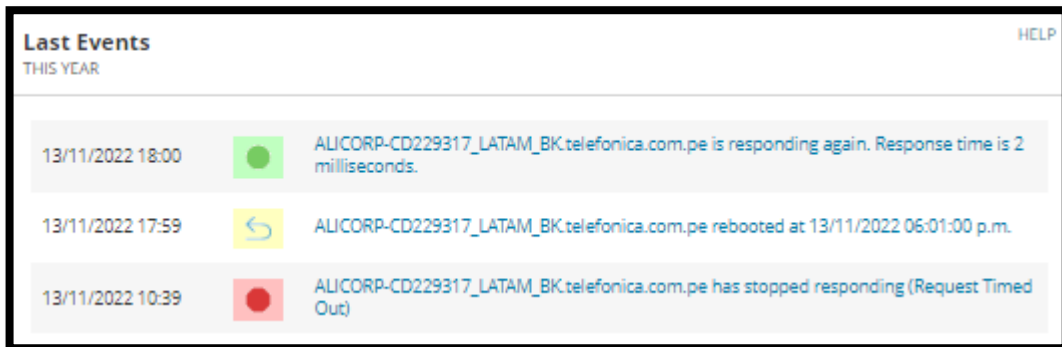 Last Events
HELP
THIS YEAR
13/11/2022 18:00
ALICORP-CD229317_LATAM_BK.telefonica.com.pe is responding again. Response time is 2
milliseconds.
13/11/2022 17:59
ALICORP-CD229317_LATAM_BK.telefonica.com.pe rebooted at 13/11/2022 06:01:00 p.m.
13/11/2022 10:39
ALICORP-CD229317_LATAM_BK.telefonica.com.pe has stopped responding (Request Timed
Out)